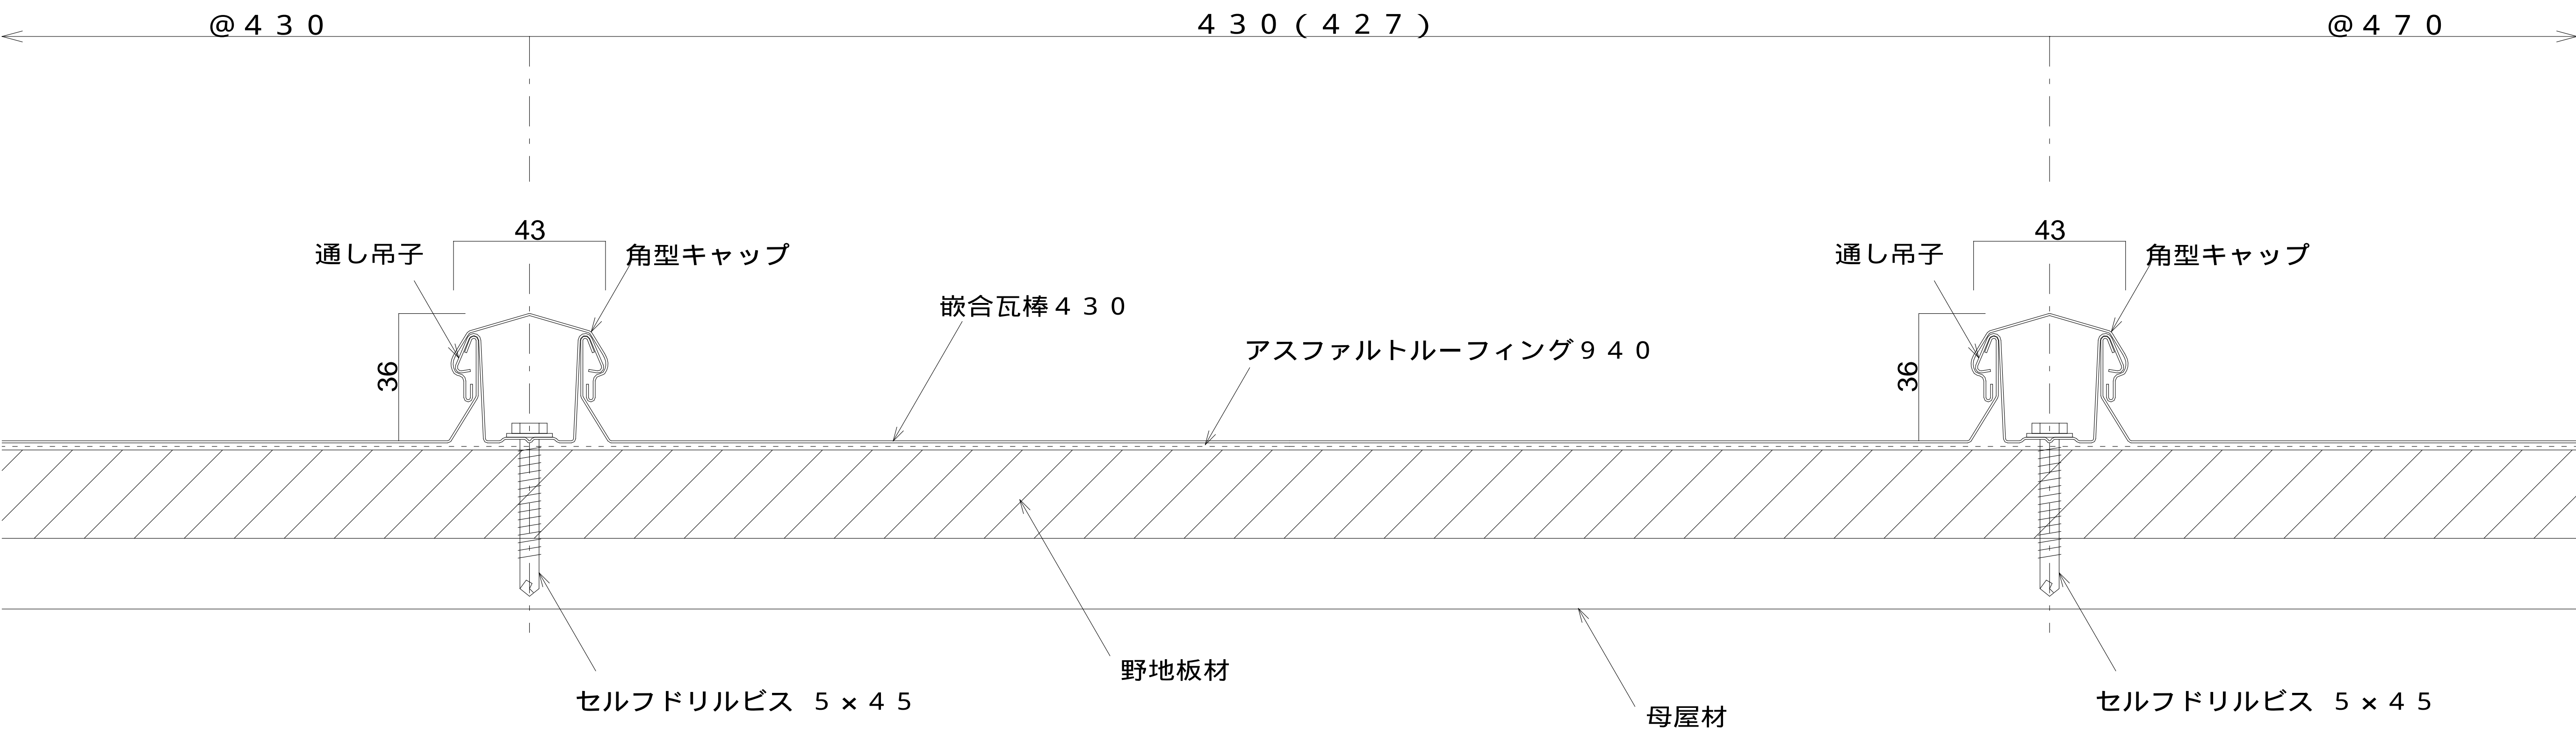 ＠４３０
４３０(４２７)
＠４７０
43
43
通し吊子
角型キャップ
通し吊子
角型キャップ
嵌合瓦棒４３０
アスファルトルーフィング９４０
36
36
野地板材
セルフドリルビス ５×４５
セルフドリルビス ５×４５
母屋材